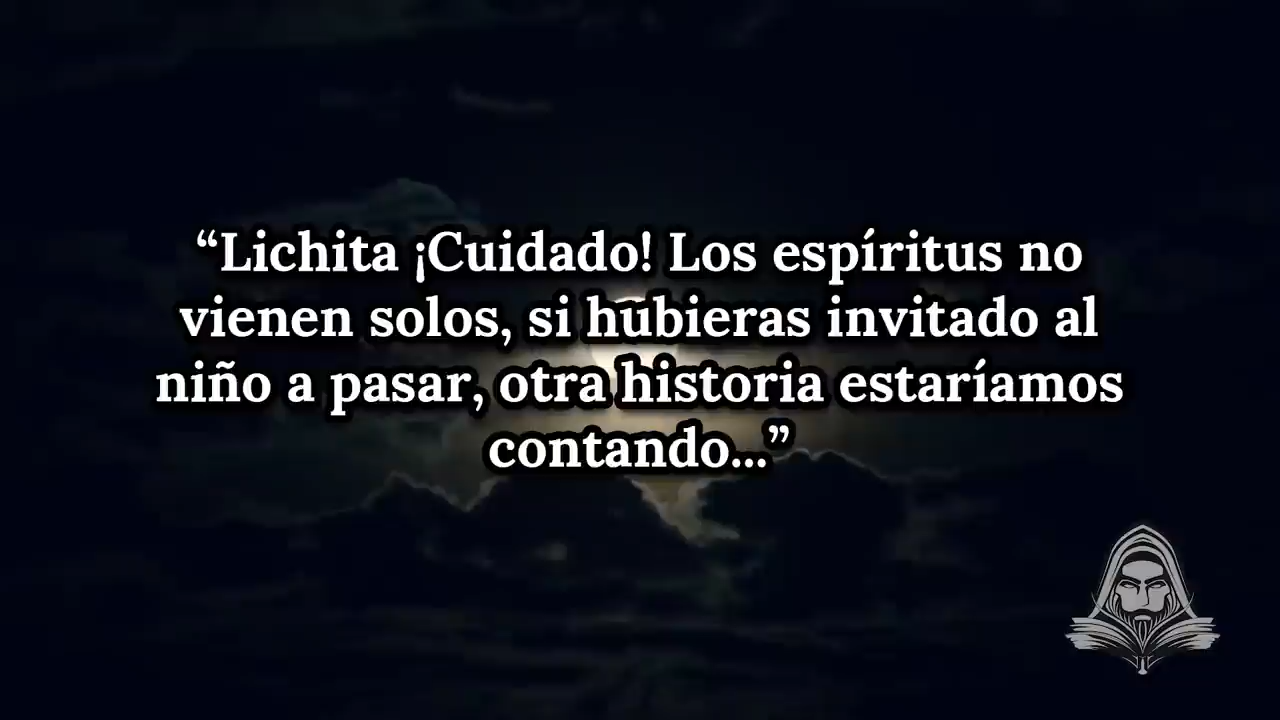 “Lichita ¡Cuidado! Los espíritus no
vienen solos, si hubieras invitado al
niño a pasar, otra historia estaríamos
contando...”